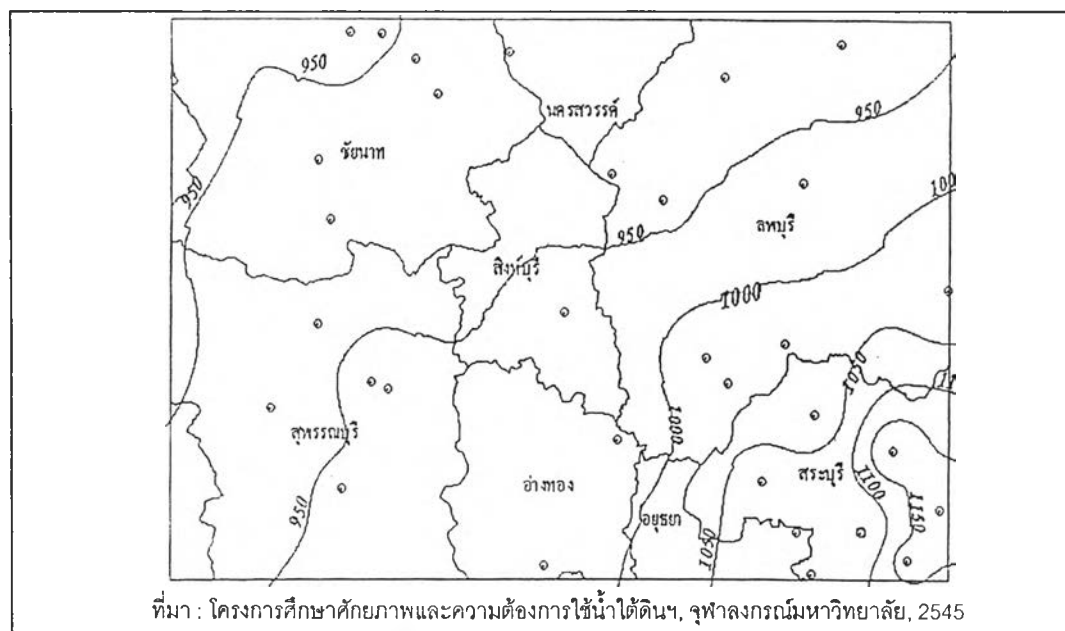 950
นครสวรรค์
950
ชัยนาท
950
100
950
ลพบุรี
สิงห์บุรี
1000
1050
สุพรรณบุรี
1000
สระบุรี
อ่างทอง
1100
950
อยุธยา
1150
1050
ที่มา : โครงการศึกษาศักยภาพและความต้องการใช้น้ำใต้ดินฯ, จุฬาลงกรณ์มหาวิทยาลัย, 2545